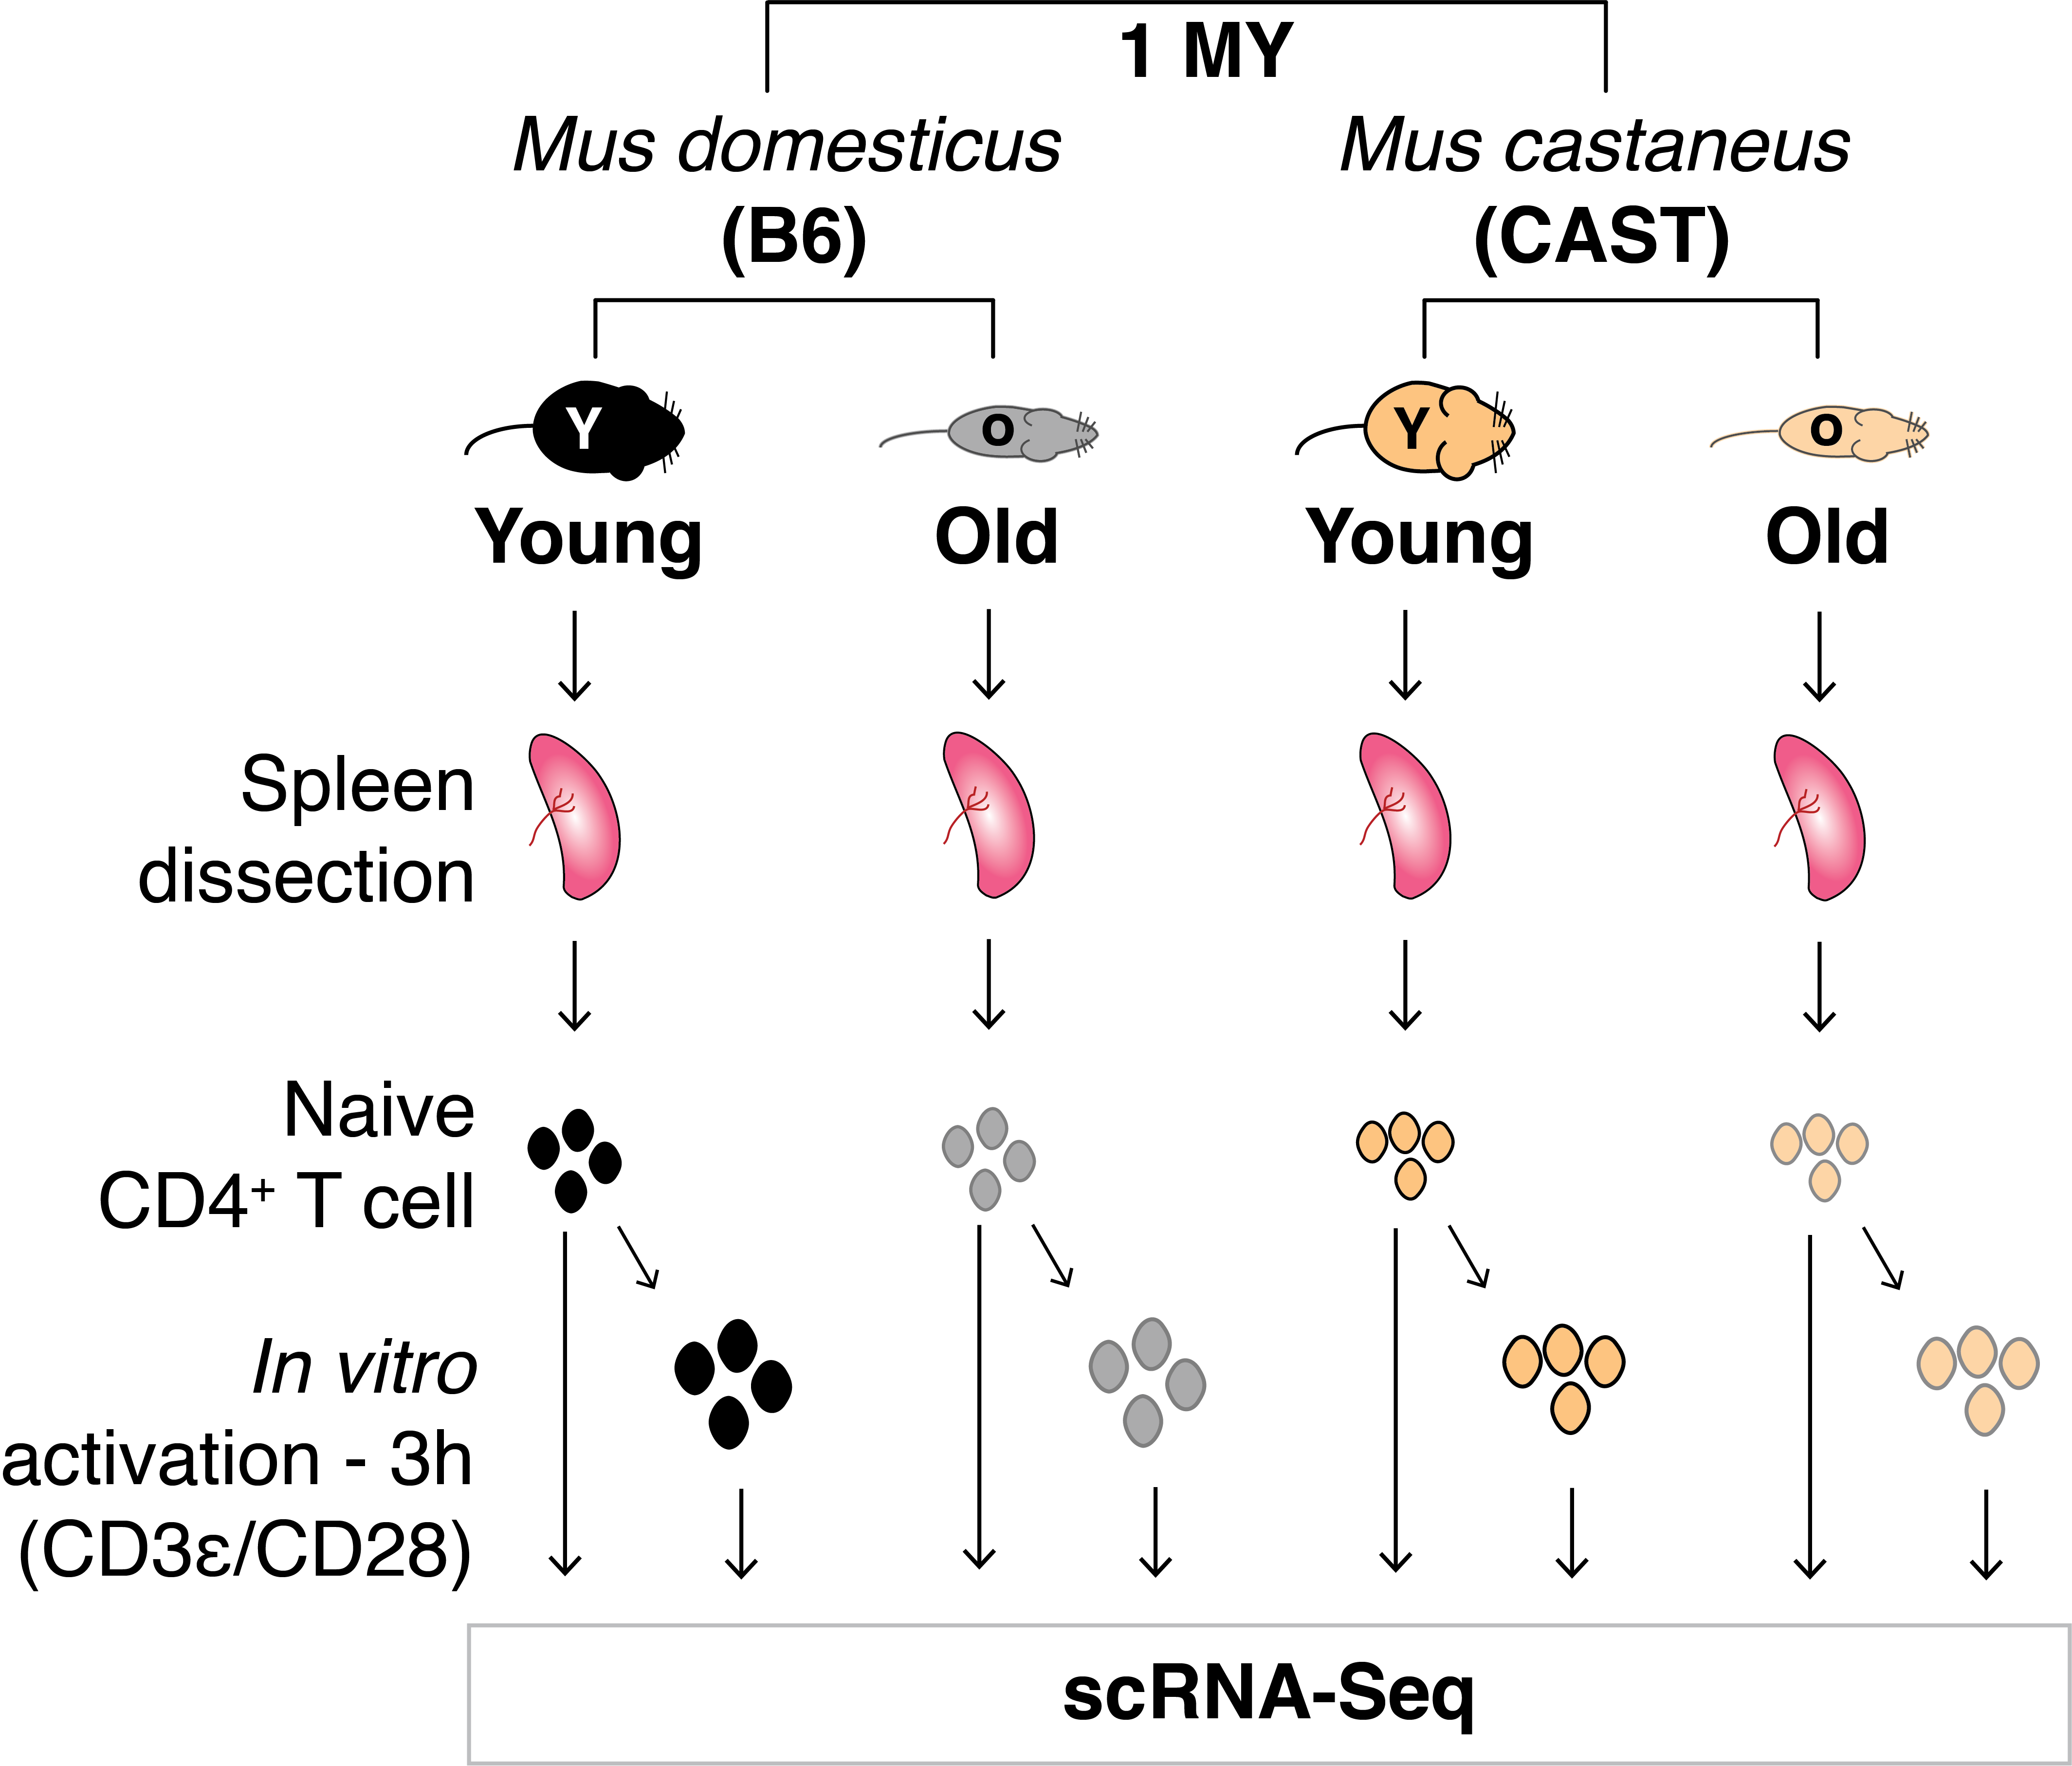 1 MY
Mus domesticus
(B6)
Mus castaneus
(CAST)
Y
O
Y
O
Young
Old
Young
Old
Spleen
dissection
Naive
CD4⁺ T cell
In vitro
activation - 3h
(CD3ε/CD28)
scRNA-Seq